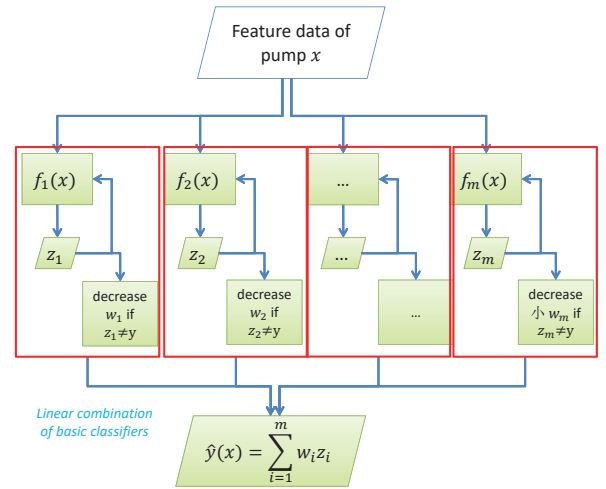 Feature data of
pump x
f₁(x)
f₂(x)
...
fₘ(x)
z₁
z₂
...
zₘ
decrease
w₁ if
z₁≠y
decrease
w₂ if
z₂≠y
...
decrease
小 wₘ if
zₘ≠y
Linear combination
of basic classifiers
ŷ(x) = ∑ᵢ₌₁ᵐ wᵢzᵢ